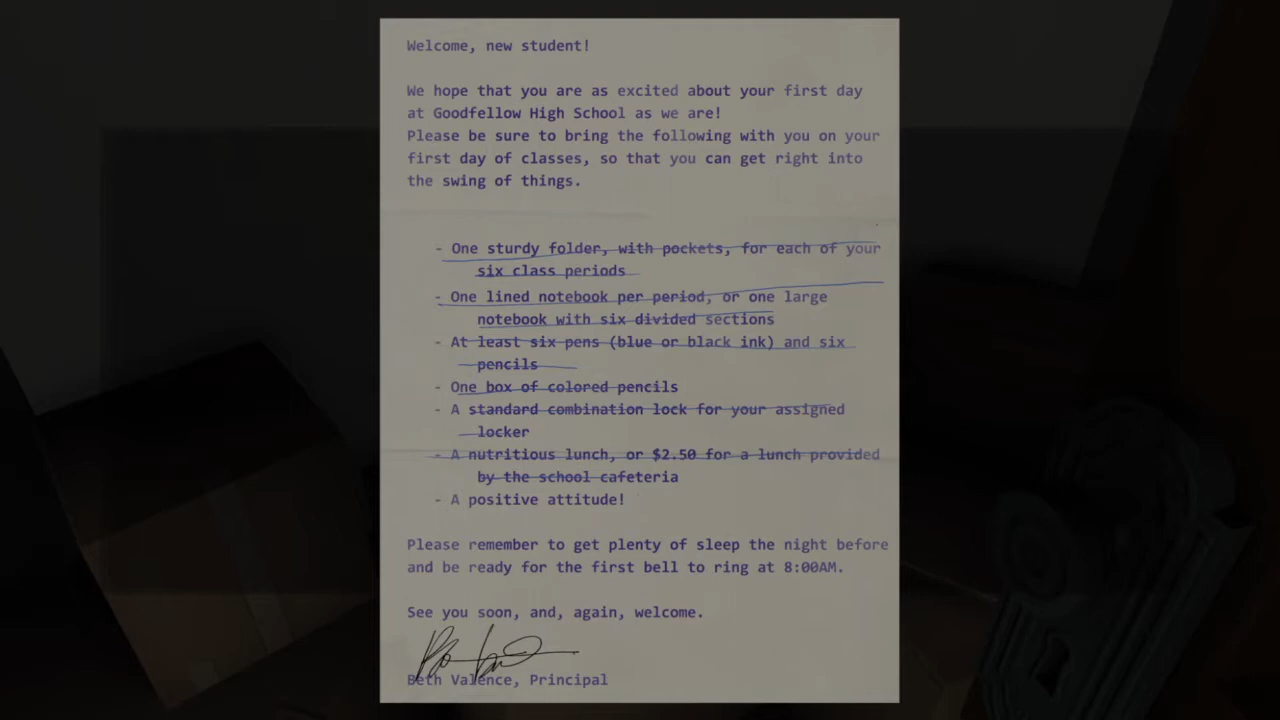 Welcome, new student!
We hope that you are as excited about your first day
at Goodfellow High School as we are!
Please be sure to bring the following with you on your
first day of classes, so that you can get right into
the swing of things.
- One sturdy folder, with pockets, for each of your
six class periods
- One lined notebook per period, or one large
notebook with six divided sections
- At least six pens (blue or black ink) and six
pencils
- One box of colored pencils
- A standard combination lock for your assigned
locker
- A nutritious lunch, or $2.50 for a lunch provided
by the school cafeteria
- A positive attitude!
Please remember to get plenty of sleep the night before
and be ready for the first bell to ring at 8:00AM.
See you soon, and, again, welcome.
Beth Valence, Principal